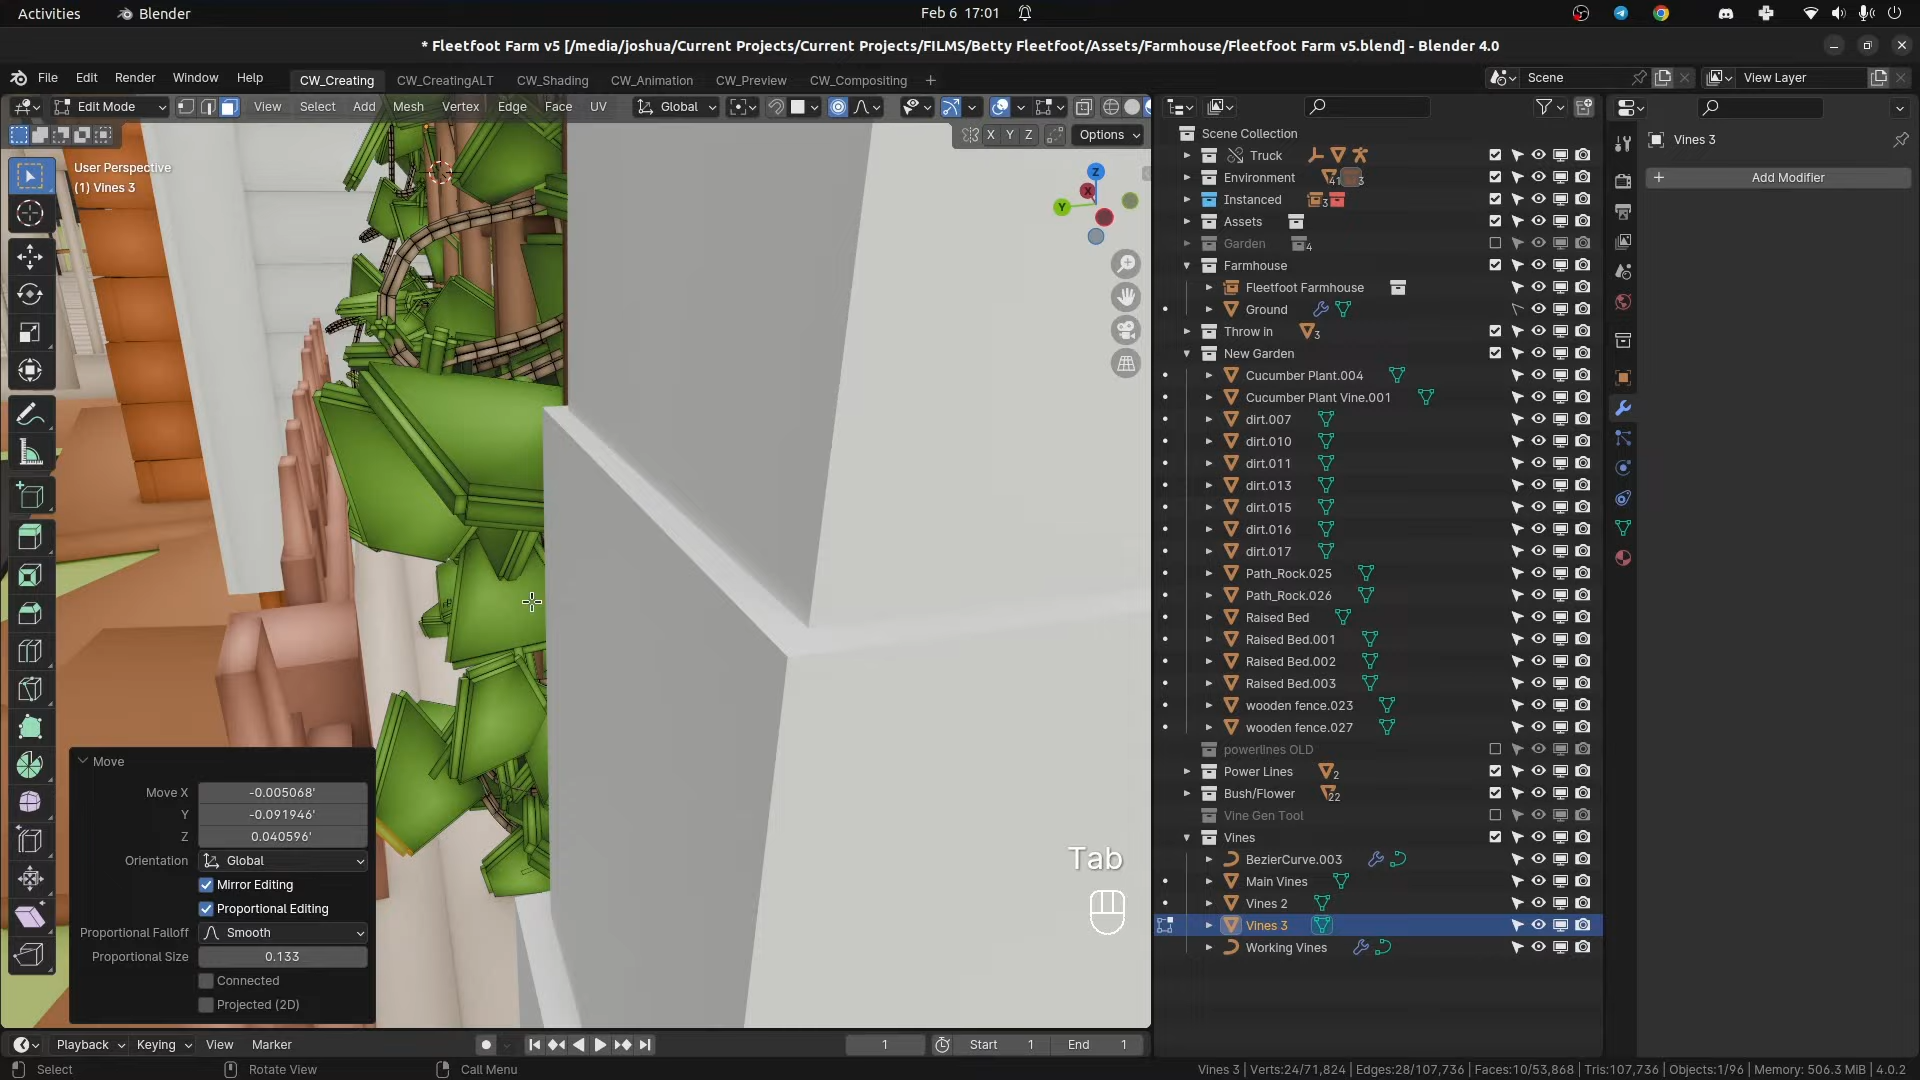 Activities
Blender
Feb 6 17:01
* Fleetfoot Farm v5 [/media/joshua/Current Projects/Current Projects/FILMS/Betty Fleetfoot/Assets/Farmhouse/Fleetfoot Farm v5.blend] - Blender 4.0
File Edit Render Window Help
CW_Creating CW_CreatingALT CW_Shading CW_Animation CW_Preview CW_Compositing +
Scene
View Layer
Edit Mode View Select Add Mesh Vertex Edge Face UV Global
X Y Z Options
User Perspective
(1) Vines 3
Z
X
Y
Move
Move X -0.005068'
Y -0.091946'
Z 0.040596'
Orientation Global
Mirror Editing
Proportional Editing
Proportional Falloff Smooth
Proportional Size 0.133
Connected
Projected (2D)
Tab
Scene Collection
Truck
Environment 41 3
Instanced 3
Assets
Garden 4
Farmhouse
Fleetfoot Farmhouse
Ground
Throw in 3
New Garden
Cucumber Plant.004
Cucumber Plant Vine.001
dirt.007
dirt.010
dirt.011
dirt.013
dirt.015
dirt.016
dirt.017
Path_Rock.025
Path_Rock.026
Raised Bed
Raised Bed.001
Raised Bed.002
Raised Bed.003
wooden fence.023
wooden fence.027
powerlines OLD
Power Lines 2
Bush/Flower 22
Vine Gen Tool
Vines
BezierCurve.003
Main Vines
Vines 2
Vines 3
Working Vines
Vines 3
+ Add Modifier
Playback Keying View Marker
1 Start 1 End 1
Select Rotate View Call Menu
Vines 3 | Verts:24/71,824 | Edges:28/107,736 | Faces:10/53,868 | Tris:107,736 | Objects:1/96 | Memory: 506.3 MiB | 4.0.2